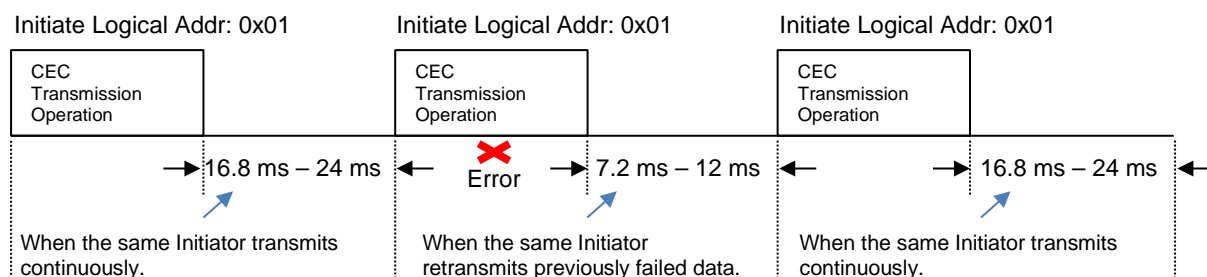 Initiate Logical Addr: 0x01
Initiate Logical Addr: 0x01
Initiate Logical Addr: 0x01
CEC
Transmission
Operation
CEC
Transmission
Operation
CEC
Transmission
Operation
16.8 ms – 24 ms
Error
7.2 ms – 12 ms
16.8 ms – 24 ms
When the same Initiator transmits
continuously.
When the same Initiator
retransmits previously failed data.
When the same Initiator transmits
continuously.